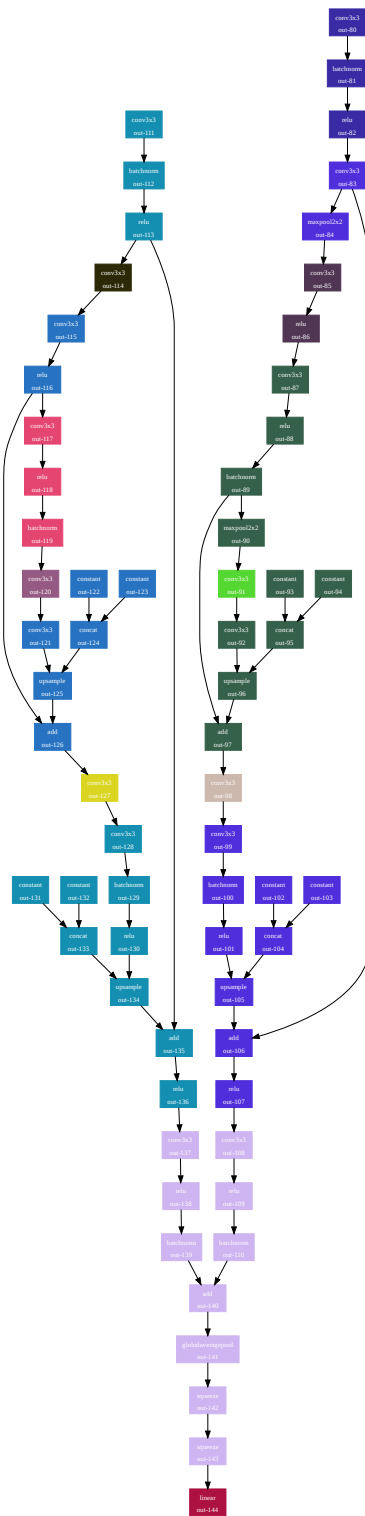 conv3x3
out-80
batchnorm
out-81
relu
out-82
conv3x3
out-83
maxpool2x2
out-84
conv3x3
out-85
relu
out-86
conv3x3
out-87
relu
out-88
batchnorm
out-89
maxpool2x2
out-90
conv3x3
out-91
constant
out-93
constant
out-94
conv3x3
out-92
concat
out-95
upsample
out-96
add
out-97
conv3x3
out-98
conv3x3
out-99
batchnorm
out-100
constant
out-102
constant
out-103
relu
out-101
concat
out-104
upsample
out-105
add
out-106
relu
out-107
conv3x3
out-108
relu
out-109
batchnorm
out-110
conv3x3
out-111
batchnorm
out-112
relu
out-113
conv3x3
out-114
conv3x3
out-115
relu
out-116
conv3x3
out-117
relu
out-118
batchnorm
out-119
conv3x3
out-120
constant
out-122
constant
out-123
conv3x3
out-121
concat
out-124
upsample
out-125
add
out-126
conv3x3
out-127
conv3x3
out-128
constant
out-131
constant
out-132
batchnorm
out-129
concat
out-133
relu
out-130
upsample
out-134
add
out-135
relu
out-136
conv3x3
out-137
relu
out-138
batchnorm
out-139
add
out-140
globalaveragepool
out-141
squeeze
out-142
squeeze
out-143
linear
out-144